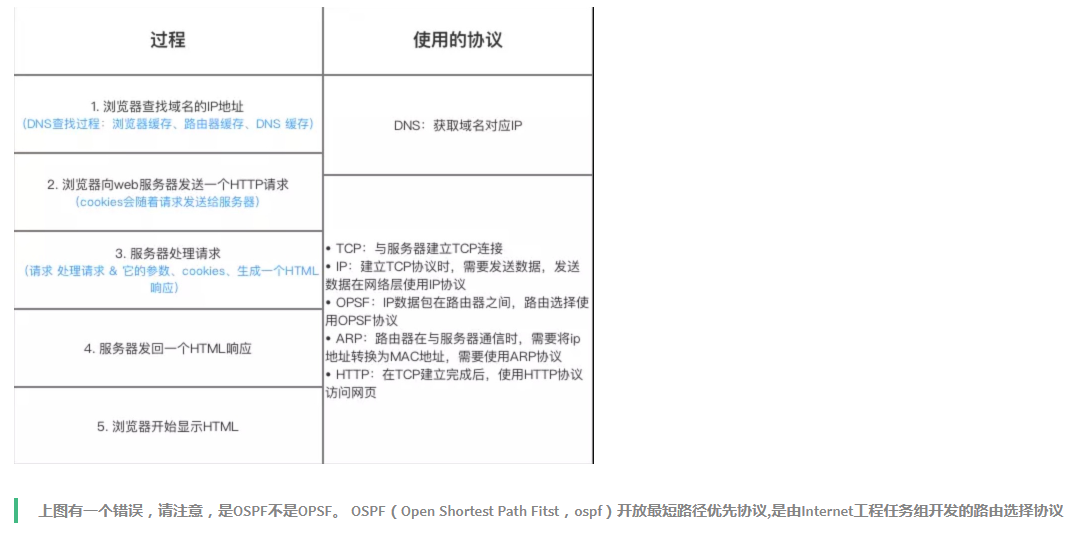 过程
使用的协议
1. 浏览器查找域名的IP地址
（DNS查找过程：浏览器缓存、路由器缓存、DNS 缓存）
DNS：获取域名对应IP
2. 浏览器向web服务器发送一个HTTP请求
（cookies会随着请求发送给服务器）
3. 服务器处理请求
（请求 处理请求 & 它的参数、cookies、生成一个HTML
响应）
4. 服务器发回一个HTML响应
5. 浏览器开始显示HTML
• TCP：与服务器建立TCP连接
• IP：建立TCP协议时，需要发送数据，发送
数据在网络层使用IP协议
• OPSF：IP数据包在路由器之间，路由选择使
用OPSF协议
• ARP：路由器在与服务器通信时，需要将ip
地址转换为MAC地址，需要使用ARP协议
• HTTP：在TCP建立完成后，使用HTTP协议
访问网页
上图有一个错误，请注意，是OSPF不是OPSF。 OSPF（Open Shortest Path Fitst，ospf）开放最短路径优先协议,是由Internet工程任务组开发的路由选择协议